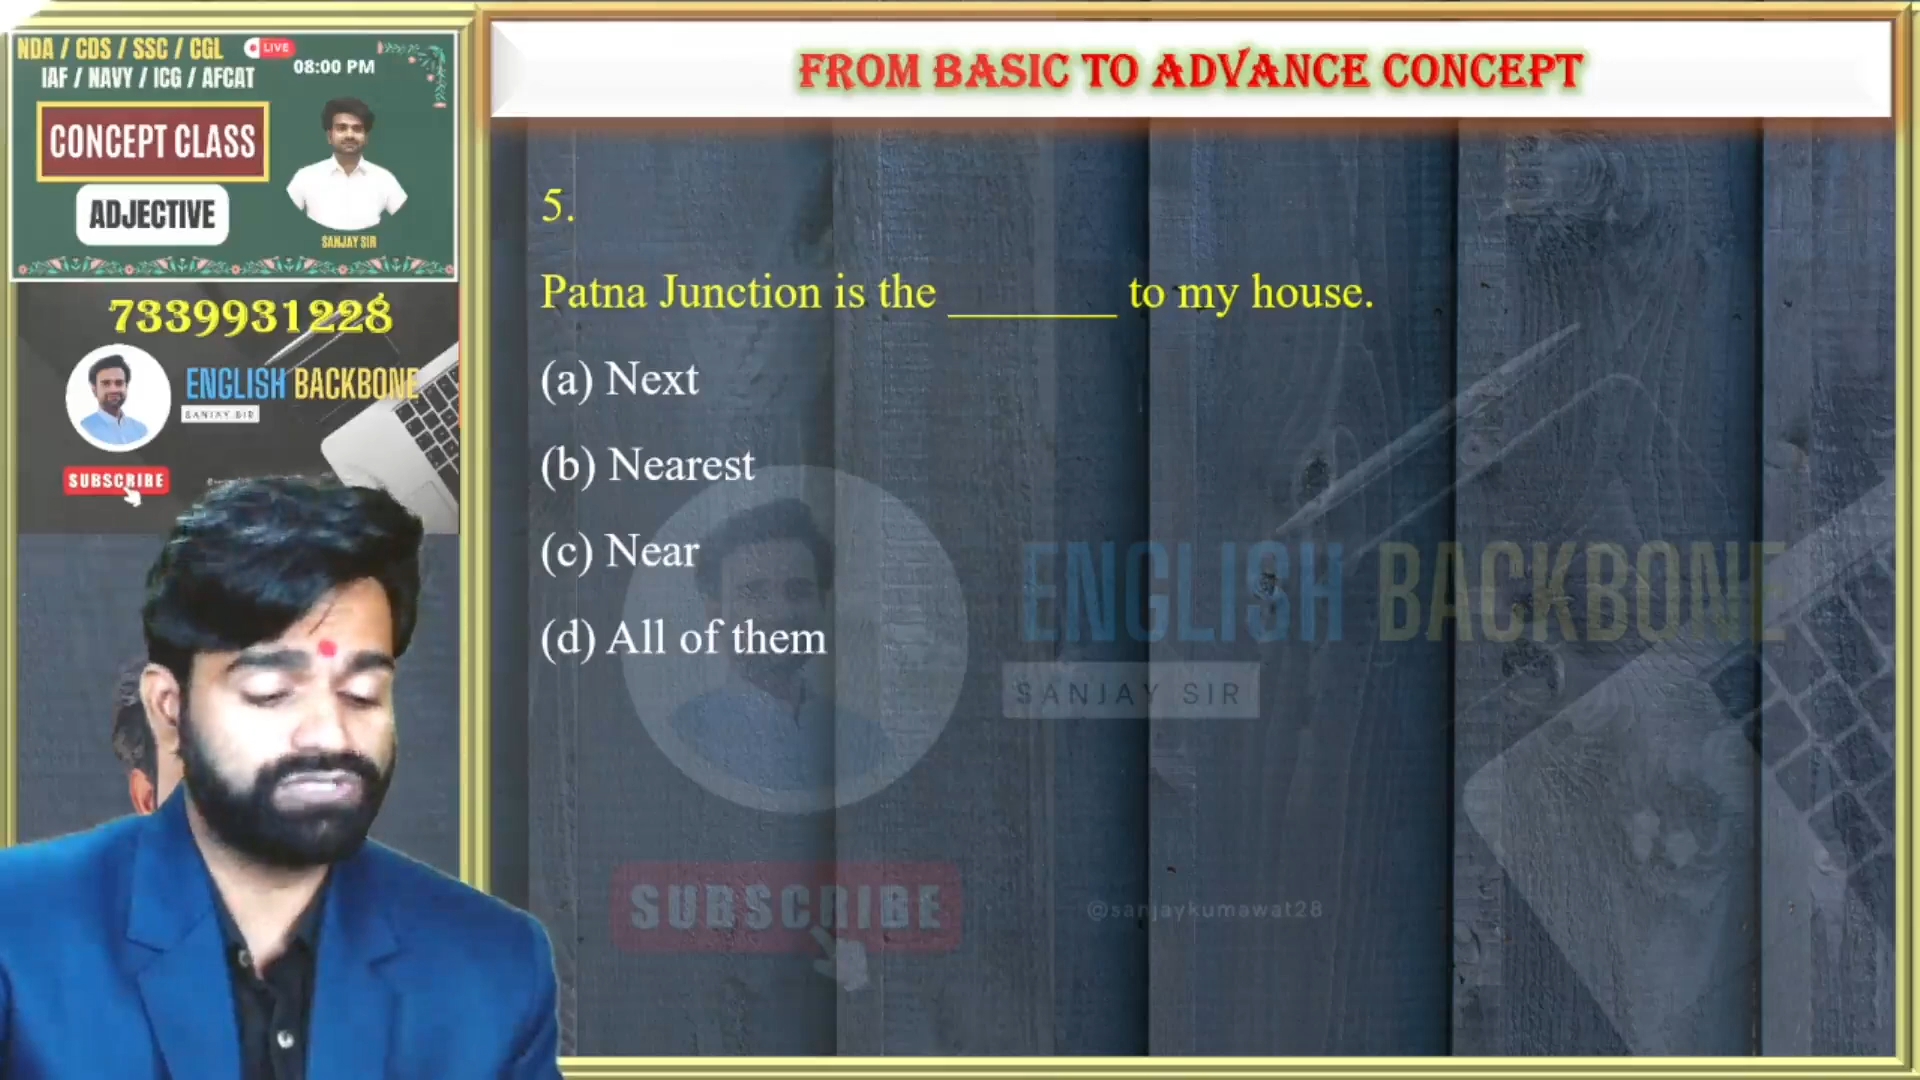 NDA / CDS / SSC / CGL
LIVE
IAF / NAVY / ICG / AFCAT
08:00 PM
CONCEPT CLASS
ADJECTIVE
SANJAY SIR
7339931228
ENGLISH BACKBONE
SANJAY SIR
SUBSCRIBE
FROM BASIC TO ADVANCE CONCEPT
5.
Patna Junction is the _______ to my house.
(a) Next
(b) Nearest
(c) Near
(d) All of them
ENGLISH BACKBONE
SANJAY SIR
SUBSCRIBE
@sanjaykumawat28